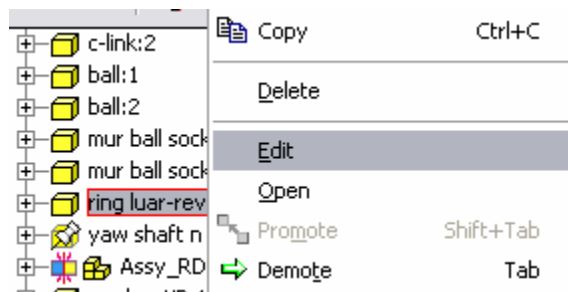 c-link:2
ball:1
ball:2
mur ball sock
mur ball sock
ring luar-rev
yaw shaft n
Assy_RD
Copy Ctrl+C
Delete
Edit
Open
Promote Shift+Tab
Demote Tab